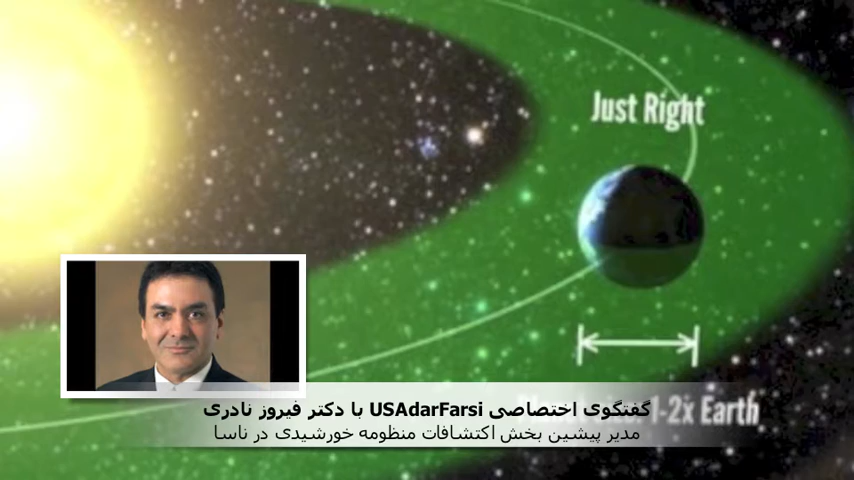 Just Right
1-2x Earth
گفتگوی اختصاصی USAdarFarsi با دکتر فیروز نادری
مدیر پیشین بخش اکتشافات منظومه خورشیدی در ناسا